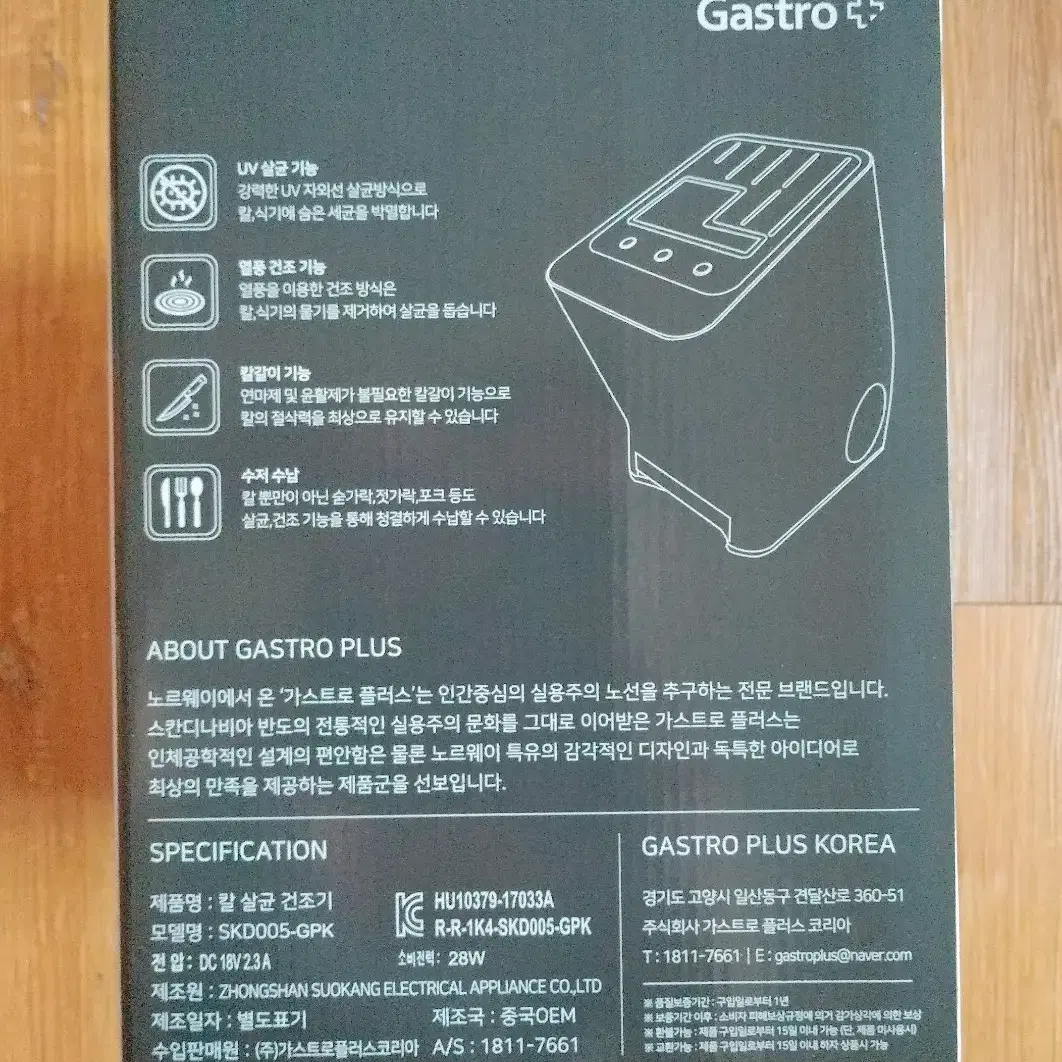 Gastro
UV 살균 기능
강력한 UV 자외선 살균방식으로
칼,식기에 숨은 세균을 박멸합니다
열풍 건조 기능
열풍을 이용한 건조 방식은
칼,식기의 물기를 제거하여 살균을 돕습니다
칼갈이 기능
연마제 및 윤활제가 불필요한 칼갈이 기능으로
칼의 절삭력을 최상으로 유지할 수 있습니다
수저 수납
칼 뿐만이 아닌 숟가락,젓가락,포크 등도
살균,건조 기능을 통해 청결하게 수납할 수 있습니다
ABOUT GASTRO PLUS
노르웨이에서 온 '가스트로 플러스'는 인간중심의 실용주의 노선을 추구하는 전문 브랜드입니다.
스칸디나비아 반도의 전통적인 실용주의 문화를 그대로 이어받은 가스트로 플러스는
인체공학적인 설계의 편안함은 물론 노르웨이 특유의 감각적인 디자인과 독특한 아이디어로
최상의 만족을 제공하는 제품군을 선보입니다.
SPECIFICATION
제품명 : 칼 살균 건조기
HU10379-17033A
모델명 : SKD005-GPK
R-R-1K4-SKD005-GPK
전 압 : DC 18V 2.3 A
소비전력 : 28W
제조원 : ZHONGSHAN SUOKANG ELECTRICAL APPLIANCE CO.,LTD
제조일자 : 별도표기
제조국 : 중국OEM
수입판매원 : (주)가스트로플러스코리아
A/S : 1811-7661
GASTRO PLUS KOREA
경기도 고양시 일산동구 견달산로 360-51
주식회사 가스트로 플러스 코리아
T : 1811-7661 | E : gastroplus@naver.com
※ 품질보증기간 : 구입일로부터 1년
※ 보증기간 이후 : 소비자 피해보상규정에 의거 감가상각에 의한 보상
※ 환불가능 : 제품 구입일로부터 15일 이내 가능 (단, 제품 미사용시)
※ 교환가능 : 제품 구입일로부터 15일 이내 하자 상품시 가능